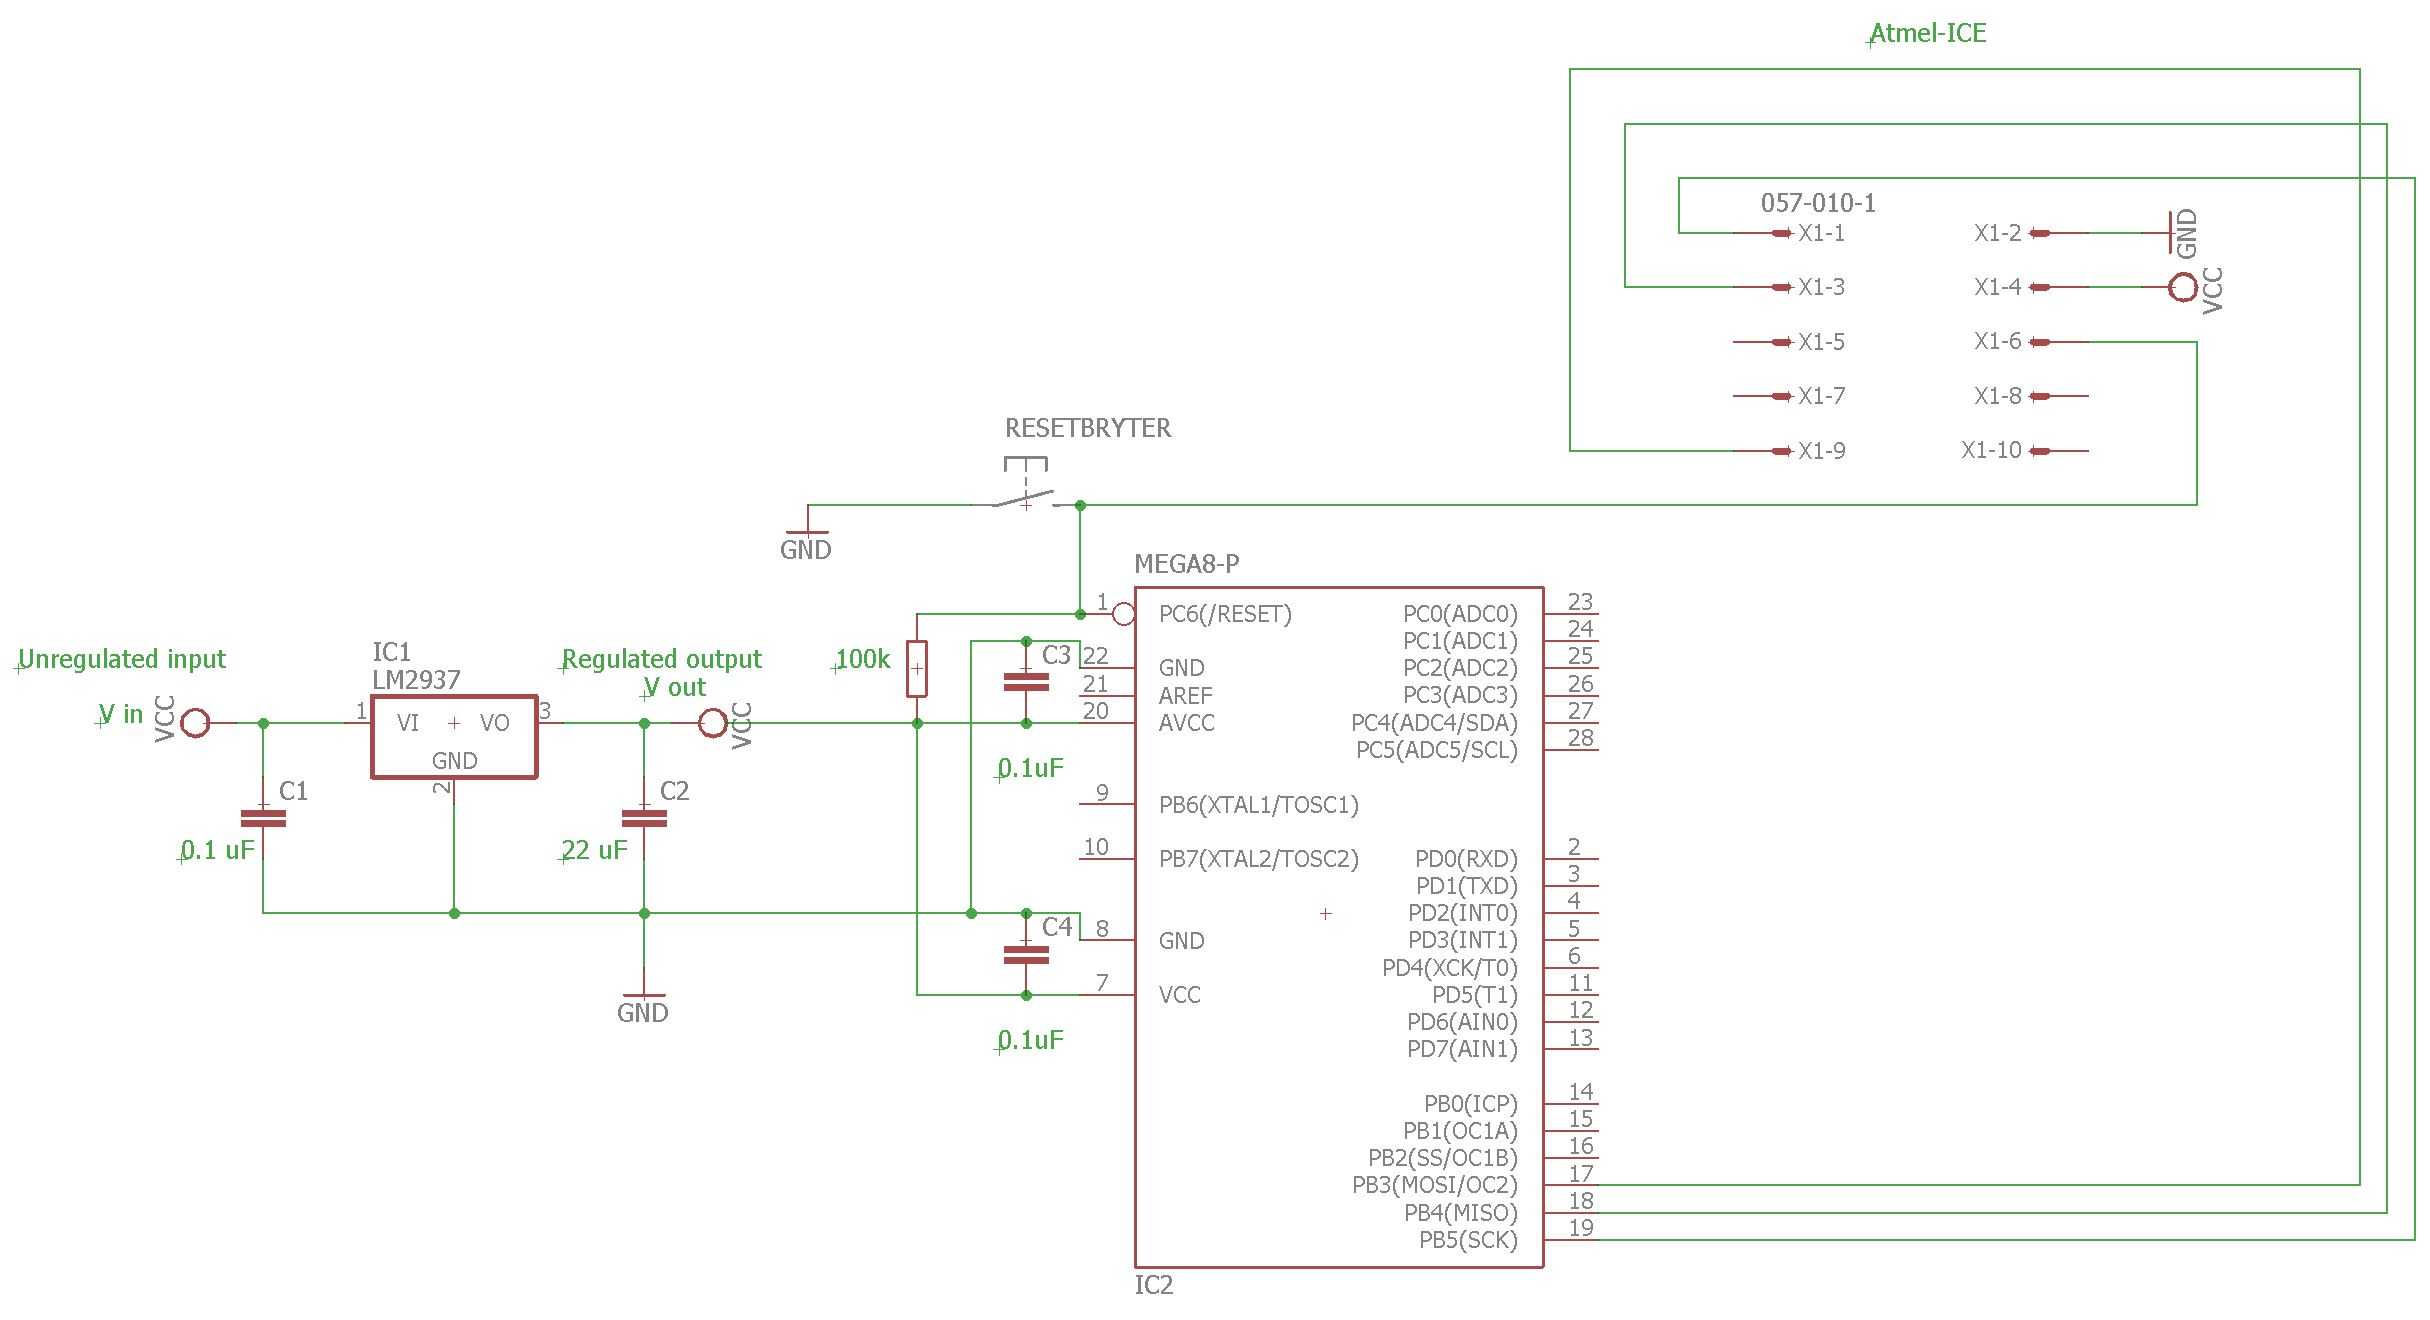 Atmel-ICE
057-010-1
X1-1
X1-2
GND
X1-3
X1-4
VCC
X1-5
X1-6
X1-7
X1-8
X1-9
X1-10
RESETBRYTER
GND
MEGA8-P
Unregulated input
V in
VCC
IC1
LM2937
1
VI
VO
3
GND
2
C1
0.1 uF
Regulated output
V out
VCC
C2
22 uF
GND
100k
C3
0.1uF
C4
0.1uF
1
PC6(/RESET)
22
GND
21
AREF
20
AVCC
9
PB6(XTAL1/TOSC1)
10
PB7(XTAL2/TOSC2)
8
GND
7
VCC
PC0(ADC0)
23
PC1(ADC1)
24
PC2(ADC2)
25
PC3(ADC3)
26
PC4(ADC4/SDA)
27
PC5(ADC5/SCL)
28
PD0(RXD)
2
PD1(TXD)
3
PD2(INT0)
4
PD3(INT1)
5
PD4(XCK/T0)
6
PD5(T1)
11
PD6(AIN0)
12
PD7(AIN1)
13
PB0(ICP)
14
PB1(OC1A)
15
PB2(SS/OC1B)
16
PB3(MOSI/OC2)
17
PB4(MISO)
18
PB5(SCK)
19
IC2